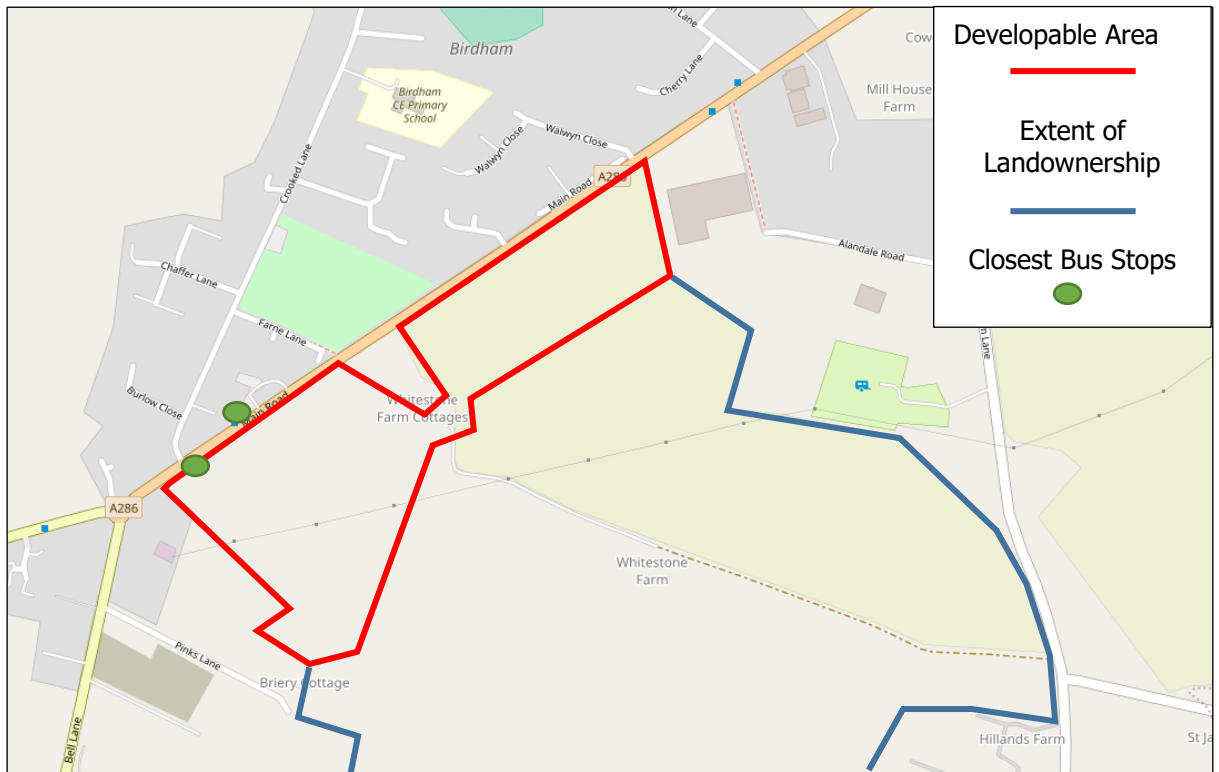 Developable Area
Extent of
Landownership
Closest Bus Stops
Birdham
Cherry Lane
Mill House
Farm
Birdham
CE Primary
School
Walwyn Close
Walwyn Close
Main Road
Crooked Lane
Alandale Road
Chaffer Lane
Farne Lane
Burlow Close
Main Road
Whitestone
Farm Cottages
A286
Whitestone
Farm
Pinks Lane
Briery Cottage
Bell Lane
Hillands Farm